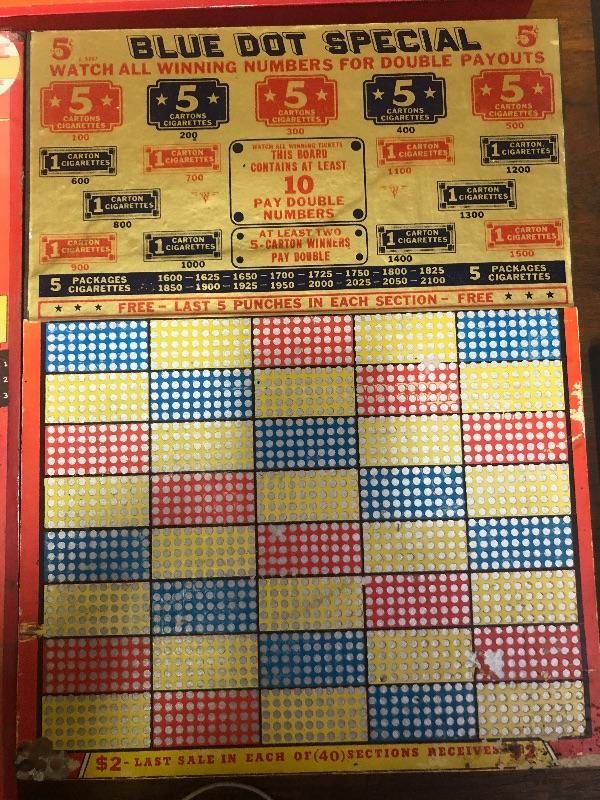 5¢ BLUE DOT SPECIAL 5¢
WATCH ALL WINNING NUMBERS FOR DOUBLE PAYOUTS
5 CARTONS CIGARETTES 100
5 CARTONS CIGARETTES 200
5 CARTONS CIGARETTES 300
5 CARTONS CIGARETTES 400
5 CARTONS CIGARETTES 500
1 CARTON CIGARETTES 600
1 CARTON CIGARETTES 700
1 CARTON CIGARETTES 800
1 CARTON CIGARETTES 900
1 CARTON CIGARETTES 1000
WATCH ALL WINNING TICKETS
THIS BOARD
CONTAINS AT LEAST
10
PAY DOUBLE
NUMBERS
AT LEAST TWO
5-CARTON WINNERS
PAY DOUBLE
1 CARTON CIGARETTES 1100
1 CARTON CIGARETTES 1200
1 CARTON CIGARETTES 1300
1 CARTON CIGARETTES 1400
1 CARTON CIGARETTES 1500
5 PACKAGES CIGARETTES
1600-1625-1650-1700-1725-1750-1800-1825
1850-1900-1925-1950-2000-2025-2050-2100
5 PACKAGES CIGARETTES
FREE - LAST 5 PUNCHES IN EACH SECTION - FREE
$2 - LAST SALE IN EACH OF (40) SECTIONS RECEIVES $2
1
2
3